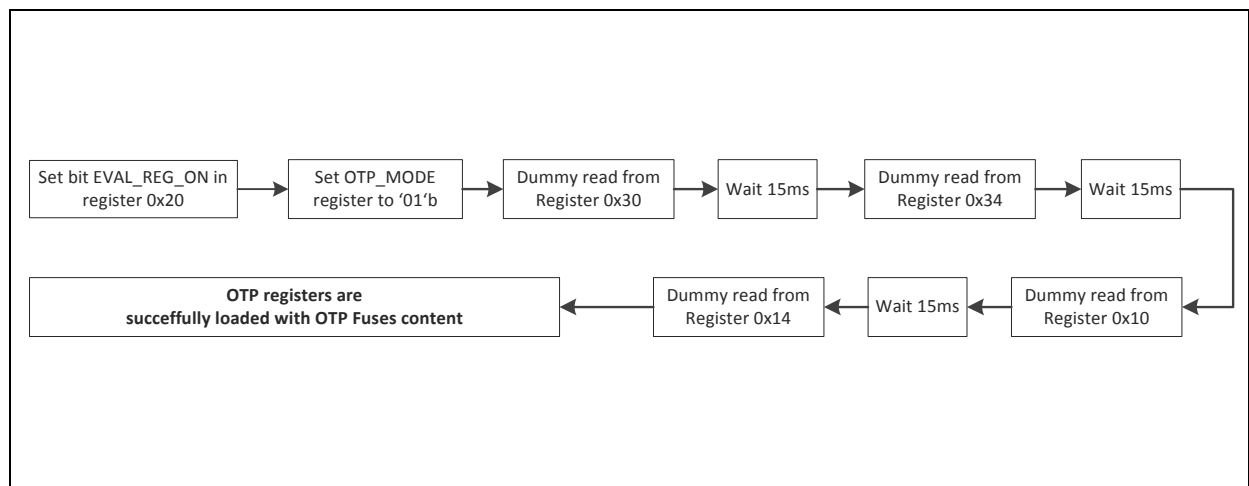 Set bit EVAL_REG_ON in
register 0x20
Set OTP_MODE
register to ‘01‘b
Dummy read from
Register 0x30
Wait 15ms
Dummy read from
Register 0x34
Wait 15ms
Dummy read from
Register 0x10
Wait 15ms
Dummy read from
Register 0x14
OTP registers are
succeffully loaded with OTP Fuses content